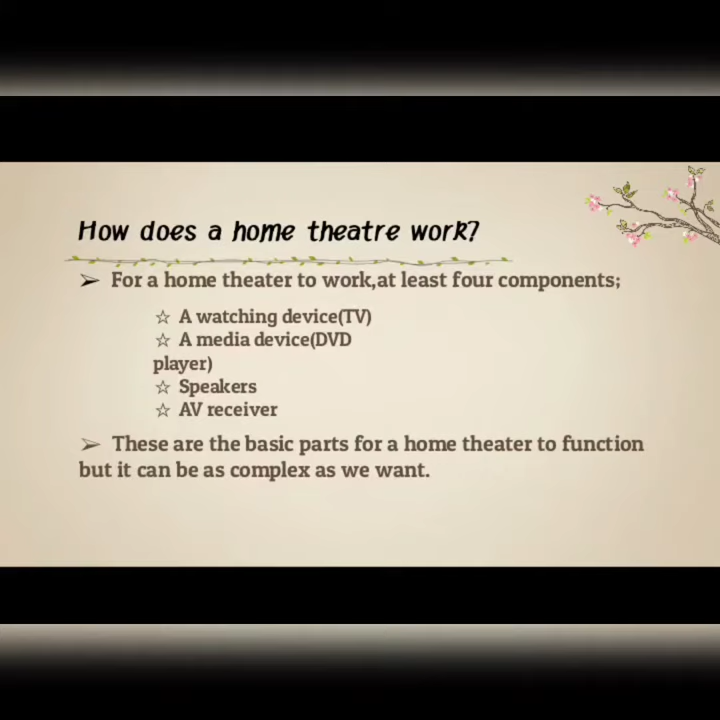 How does a home theatre work?
➢ For a home theater to work,at least four components;
☆ A watching device(TV)
☆ A media device(DVD
player)
☆ Speakers
☆ AV receiver
➢ These are the basic parts for a home theater to function
but it can be as complex as we want.